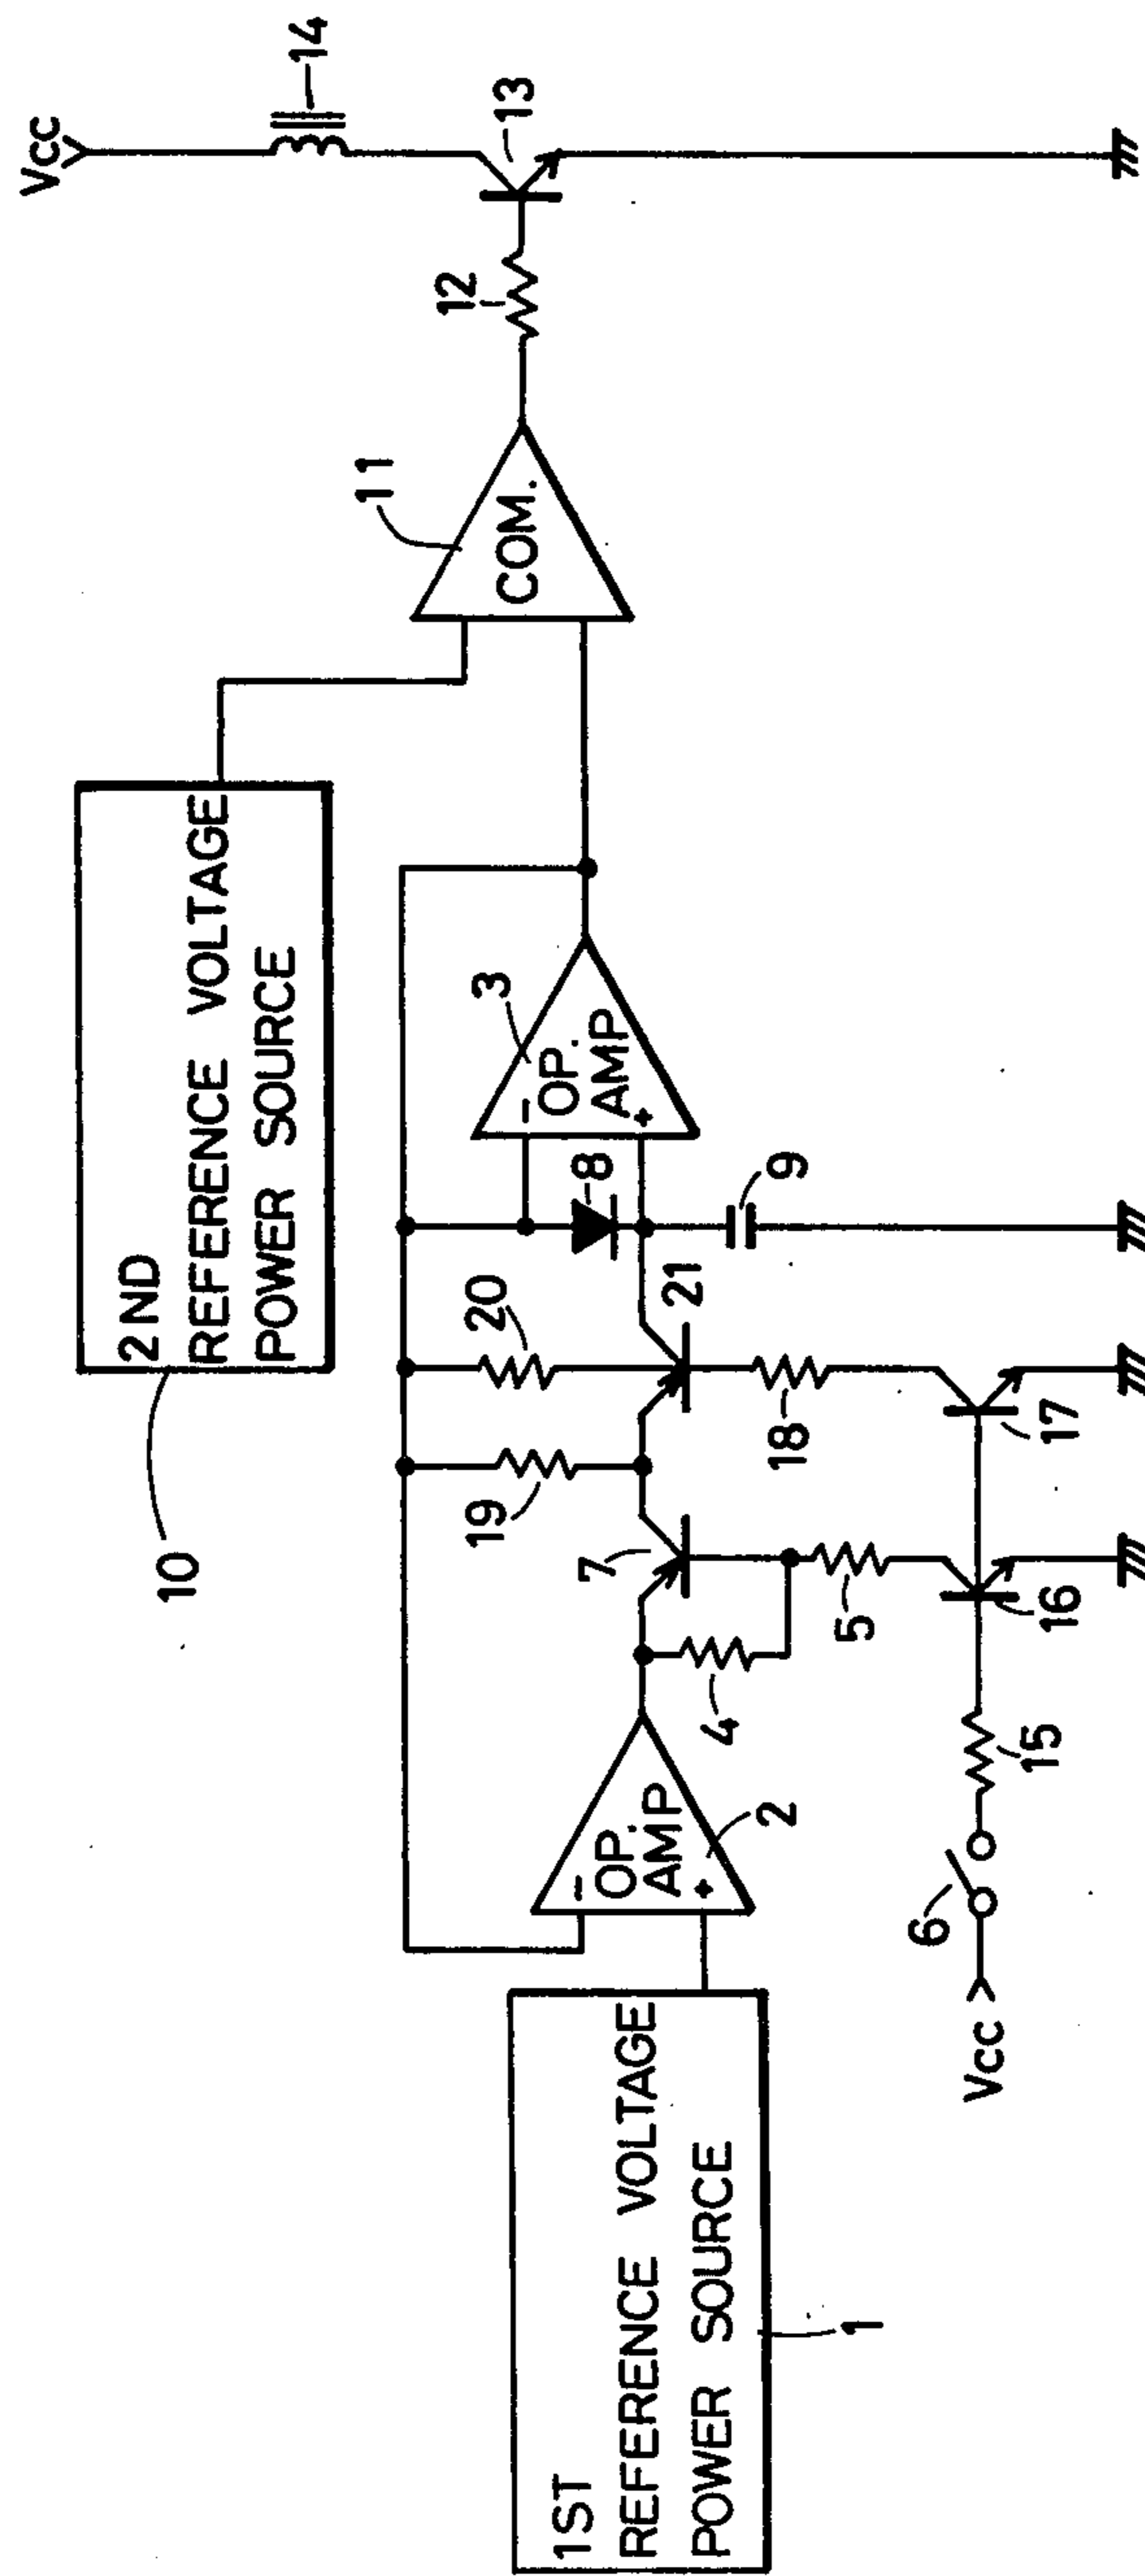 1ST
REFERENCE VOLTAGE
POWER SOURCE
1
-
OP.
AMP
+
2
4
5
6
Vcc
15
16
17
7
19
20
18
21
8
9
-
OP.
AMP
+
3
2ND
REFERENCE VOLTAGE
POWER SOURCE
10
COM.
11
12
13
14
Vcc